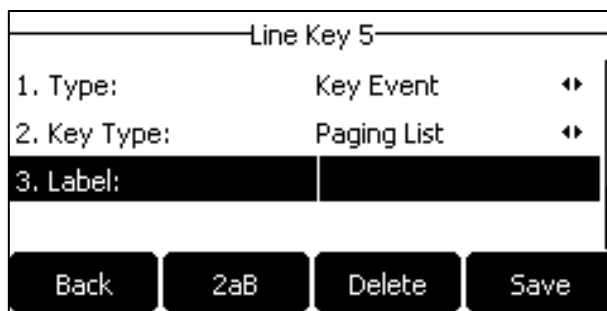 Line Key 5
1. Type: Key Event
2. Key Type: Paging List
3. Label:
Back 2aB Delete Save